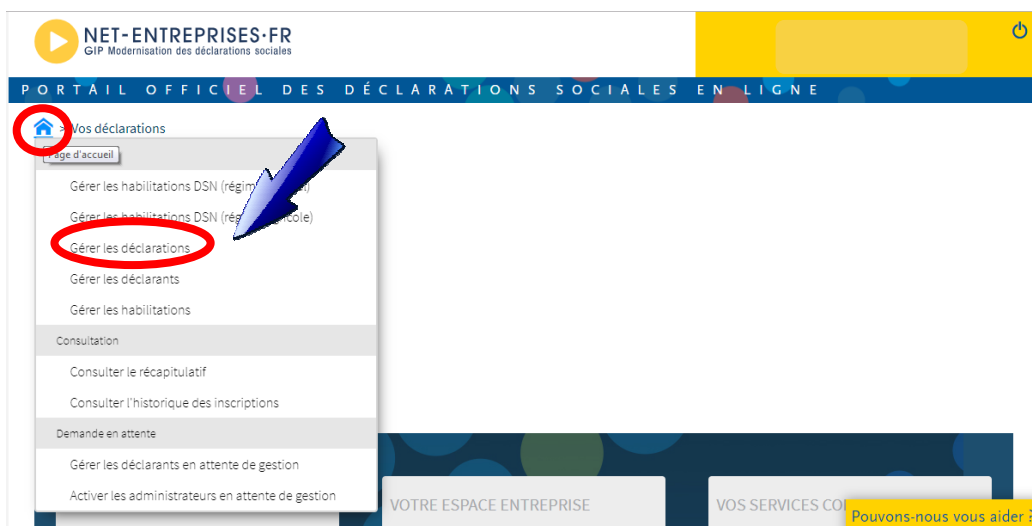 NET-ENTREPRISES·FR
GIP Modernisation des déclarations sociales
PORTAIL OFFICIEL DES DÉCLARATIONS SOCIALES EN LIGNE
> Vos déclarations
Page d'accueil
Gérer les habilitations DSN
Gérer les habilitations DSN
Gérer les déclarations
Gérer les déclarants
Gérer les habilitations
Consultation
Consulter le récapitulatif
Consulter l'historique des inscriptions
Demande en attente
Gérer les déclarants en attente de gestion
Activer les administrateurs en attente de gestion
VOTRE ESPACE ENTREPRISE
VOS SERVICES
Pouvons-nous vous aider